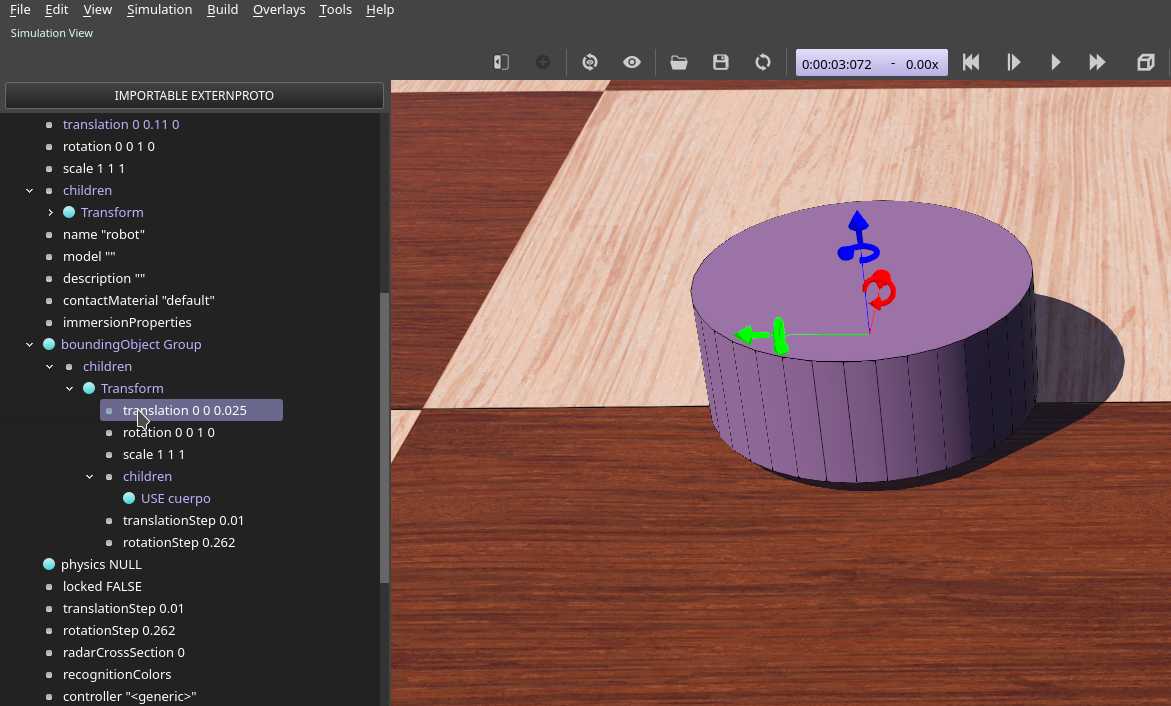 File Edit View Simulation Build Overlays Tools Help
Simulation View
0:00:03:072 - 0.00x
IMPORTABLE EXTERNPROTO
translation 0 0.11 0
rotation 0 0 1 0
scale 1 1 1
children
Transform
name "robot"
model ""
description ""
contactMaterial "default"
immersionProperties
boundingObject Group
children
Transform
translation 0 0 0.025
rotation 0 0 1 0
scale 1 1 1
children
USE cuerpo
translationStep 0.01
rotationStep 0.262
physics NULL
locked FALSE
translationStep 0.01
rotationStep 0.262
radarCrossSection 0
recognitionColors
controller "<generic>"